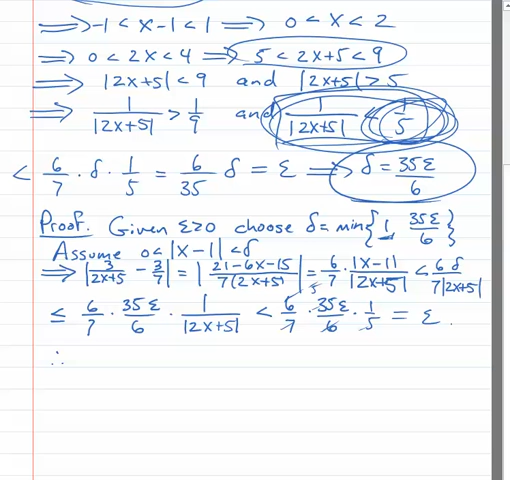 ⟹ -1 < x-1 < 1 ⟹ 0 < x < 2
⟹ 0 < 2x < 4 ⟹ 5 < 2x+5 < 9
⟹ |2x+5| < 9 and |2x+5| > 5
⟹ 1/|2x+5| > 1/9 and 1/|2x+5| < 1/5
< 6/7 · δ · 1/5 = 6/35 δ = ε ⟹ δ = 35ε/6
Proof. Given ε>0 choose δ = min{1, 35ε/6}
Assume 0<|x-1|<δ
⟹ |3/(2x+5) - 3/7| = |(21-6x-15)/(7(2x+5))| = 6/7 · |x-1|/|2x+5| < 6δ/(7|2x+5|)
≤ 6/7 · 35ε/6 · 1/|2x+5| < 6/7 · 35ε/6 · 1/5 = ε.
∴